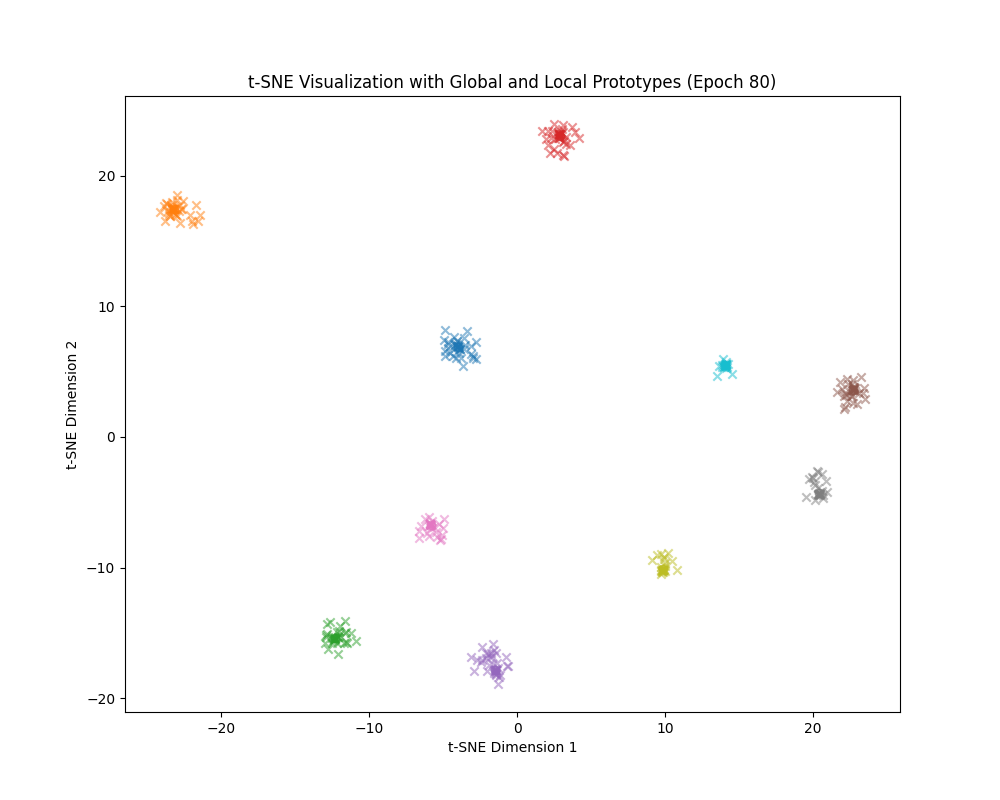 t-SNE Visualization with Global and Local Prototypes (Epoch 80)
t-SNE Dimension 2
20
10
0
−10
−20
−20 −10 0 10 20
t-SNE Dimension 1